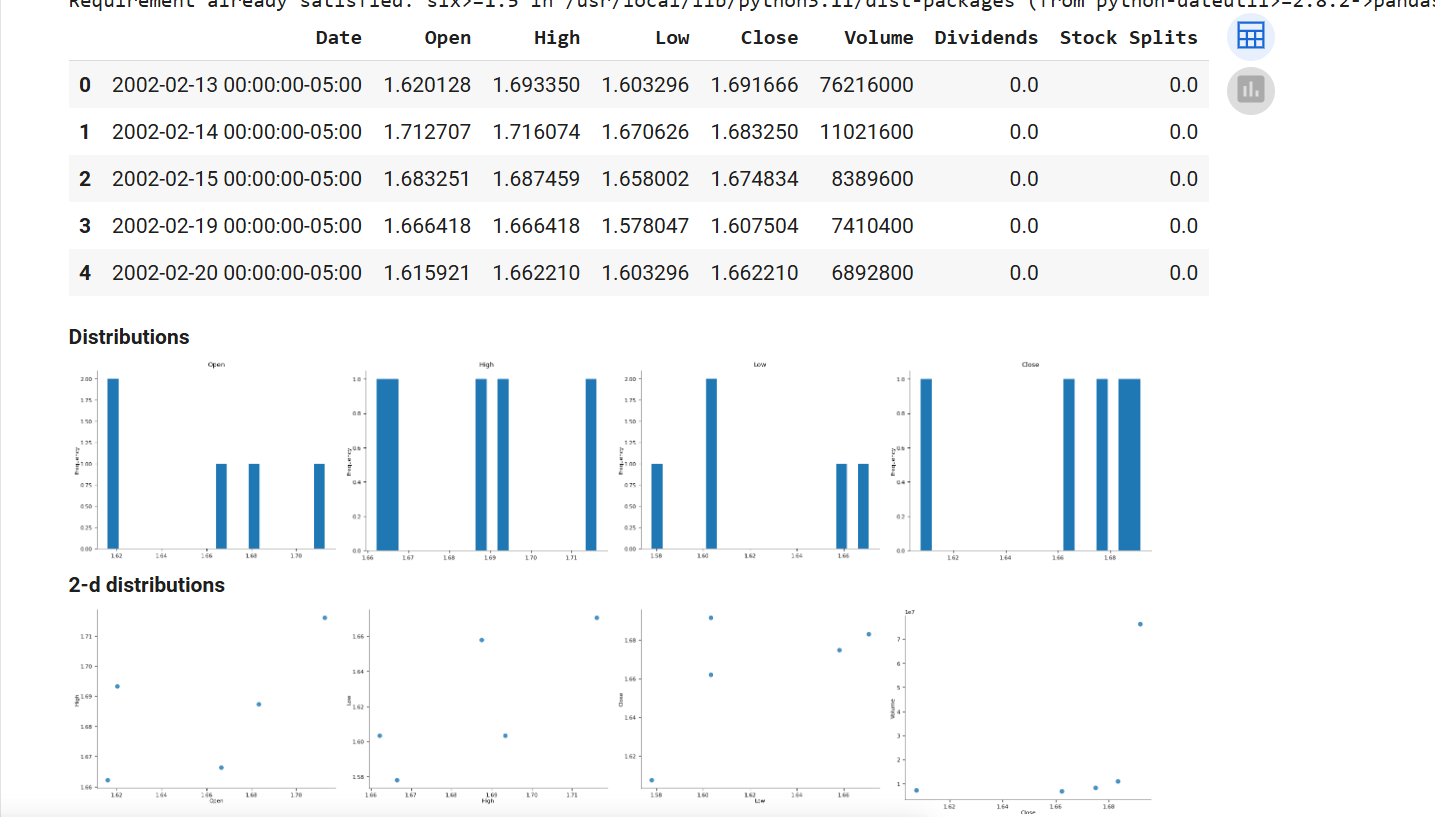 Requirement already satisfied: six>=1.5 in /usr/local/lib/python3.11/dist-packages (from python-dateutil>=2.8.2->pandas
Date Open High Low Close Volume Dividends Stock Splits
0 2002-02-13 00:00:00-05:00 1.620128 1.693350 1.603296 1.691666 76216000 0.0 0.0
1 2002-02-14 00:00:00-05:00 1.712707 1.716074 1.670626 1.683250 11021600 0.0 0.0
2 2002-02-15 00:00:00-05:00 1.683251 1.687459 1.658002 1.674834 8389600 0.0 0.0
3 2002-02-19 00:00:00-05:00 1.666418 1.666418 1.578047 1.607504 7410400 0.0 0.0
4 2002-02-20 00:00:00-05:00 1.615921 1.662210 1.603296 1.662210 6892800 0.0 0.0
Distributions
Open High Low Close
2.00 1.0 2.00 1.0
1.75 1.75
0.8 0.8
1.50 1.50
1.25 1.25
Frequency 0.6 Frequency Frequency 0.6 Frequency
1.00 1.00
0.75 0.4 0.75 0.4
0.50 0.50
0.2 0.2
0.25 0.25
0.00 0.0 0.00 0.0
1.62 1.64 1.66 1.68 1.70 1.66 1.67 1.68 1.69 1.70 1.71 1.58 1.60 1.62 1.64 1.66 1.62 1.64 1.66 1.68
2-d distributions
1e7
1.71 1.66 1.68 7
1.70 1.64 1.66 6
High 1.69 Low 1.62 Close 5
Volume 4
1.68 1.60 1.64 3
1.67 1.58 1.62 2
1.66 1
1.62 1.64 1.66 1.68 1.70 1.66 1.67 1.68 1.69 1.70 1.71 1.58 1.60 1.62 1.64 1.66 1.62 1.64 1.66 1.68
Open High Low Close